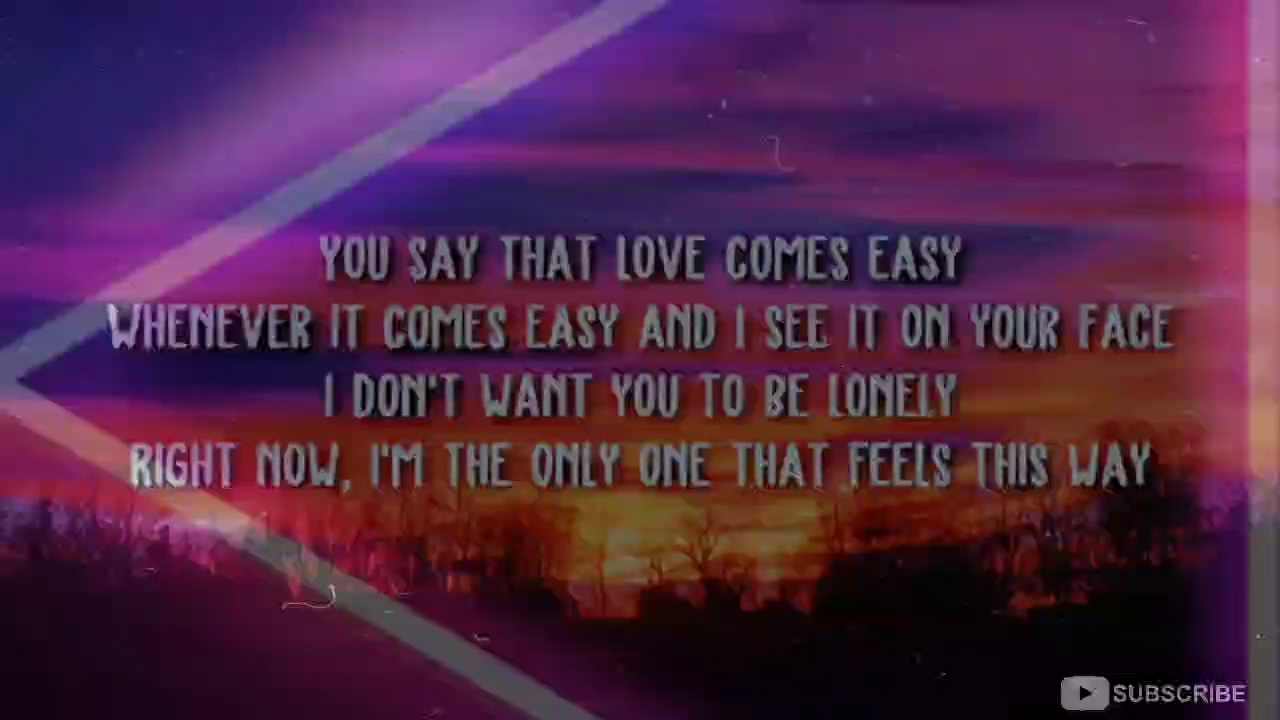 YOU SAY THAT LOVE COMES EASY
WHENEVER IT COMES EASY AND I SEE IT ON YOUR FACE
I DON'T WANT YOU TO BE LONELY
RIGHT NOW, I'M THE ONLY ONE THAT FEELS THIS WAY
SUBSCRIBE